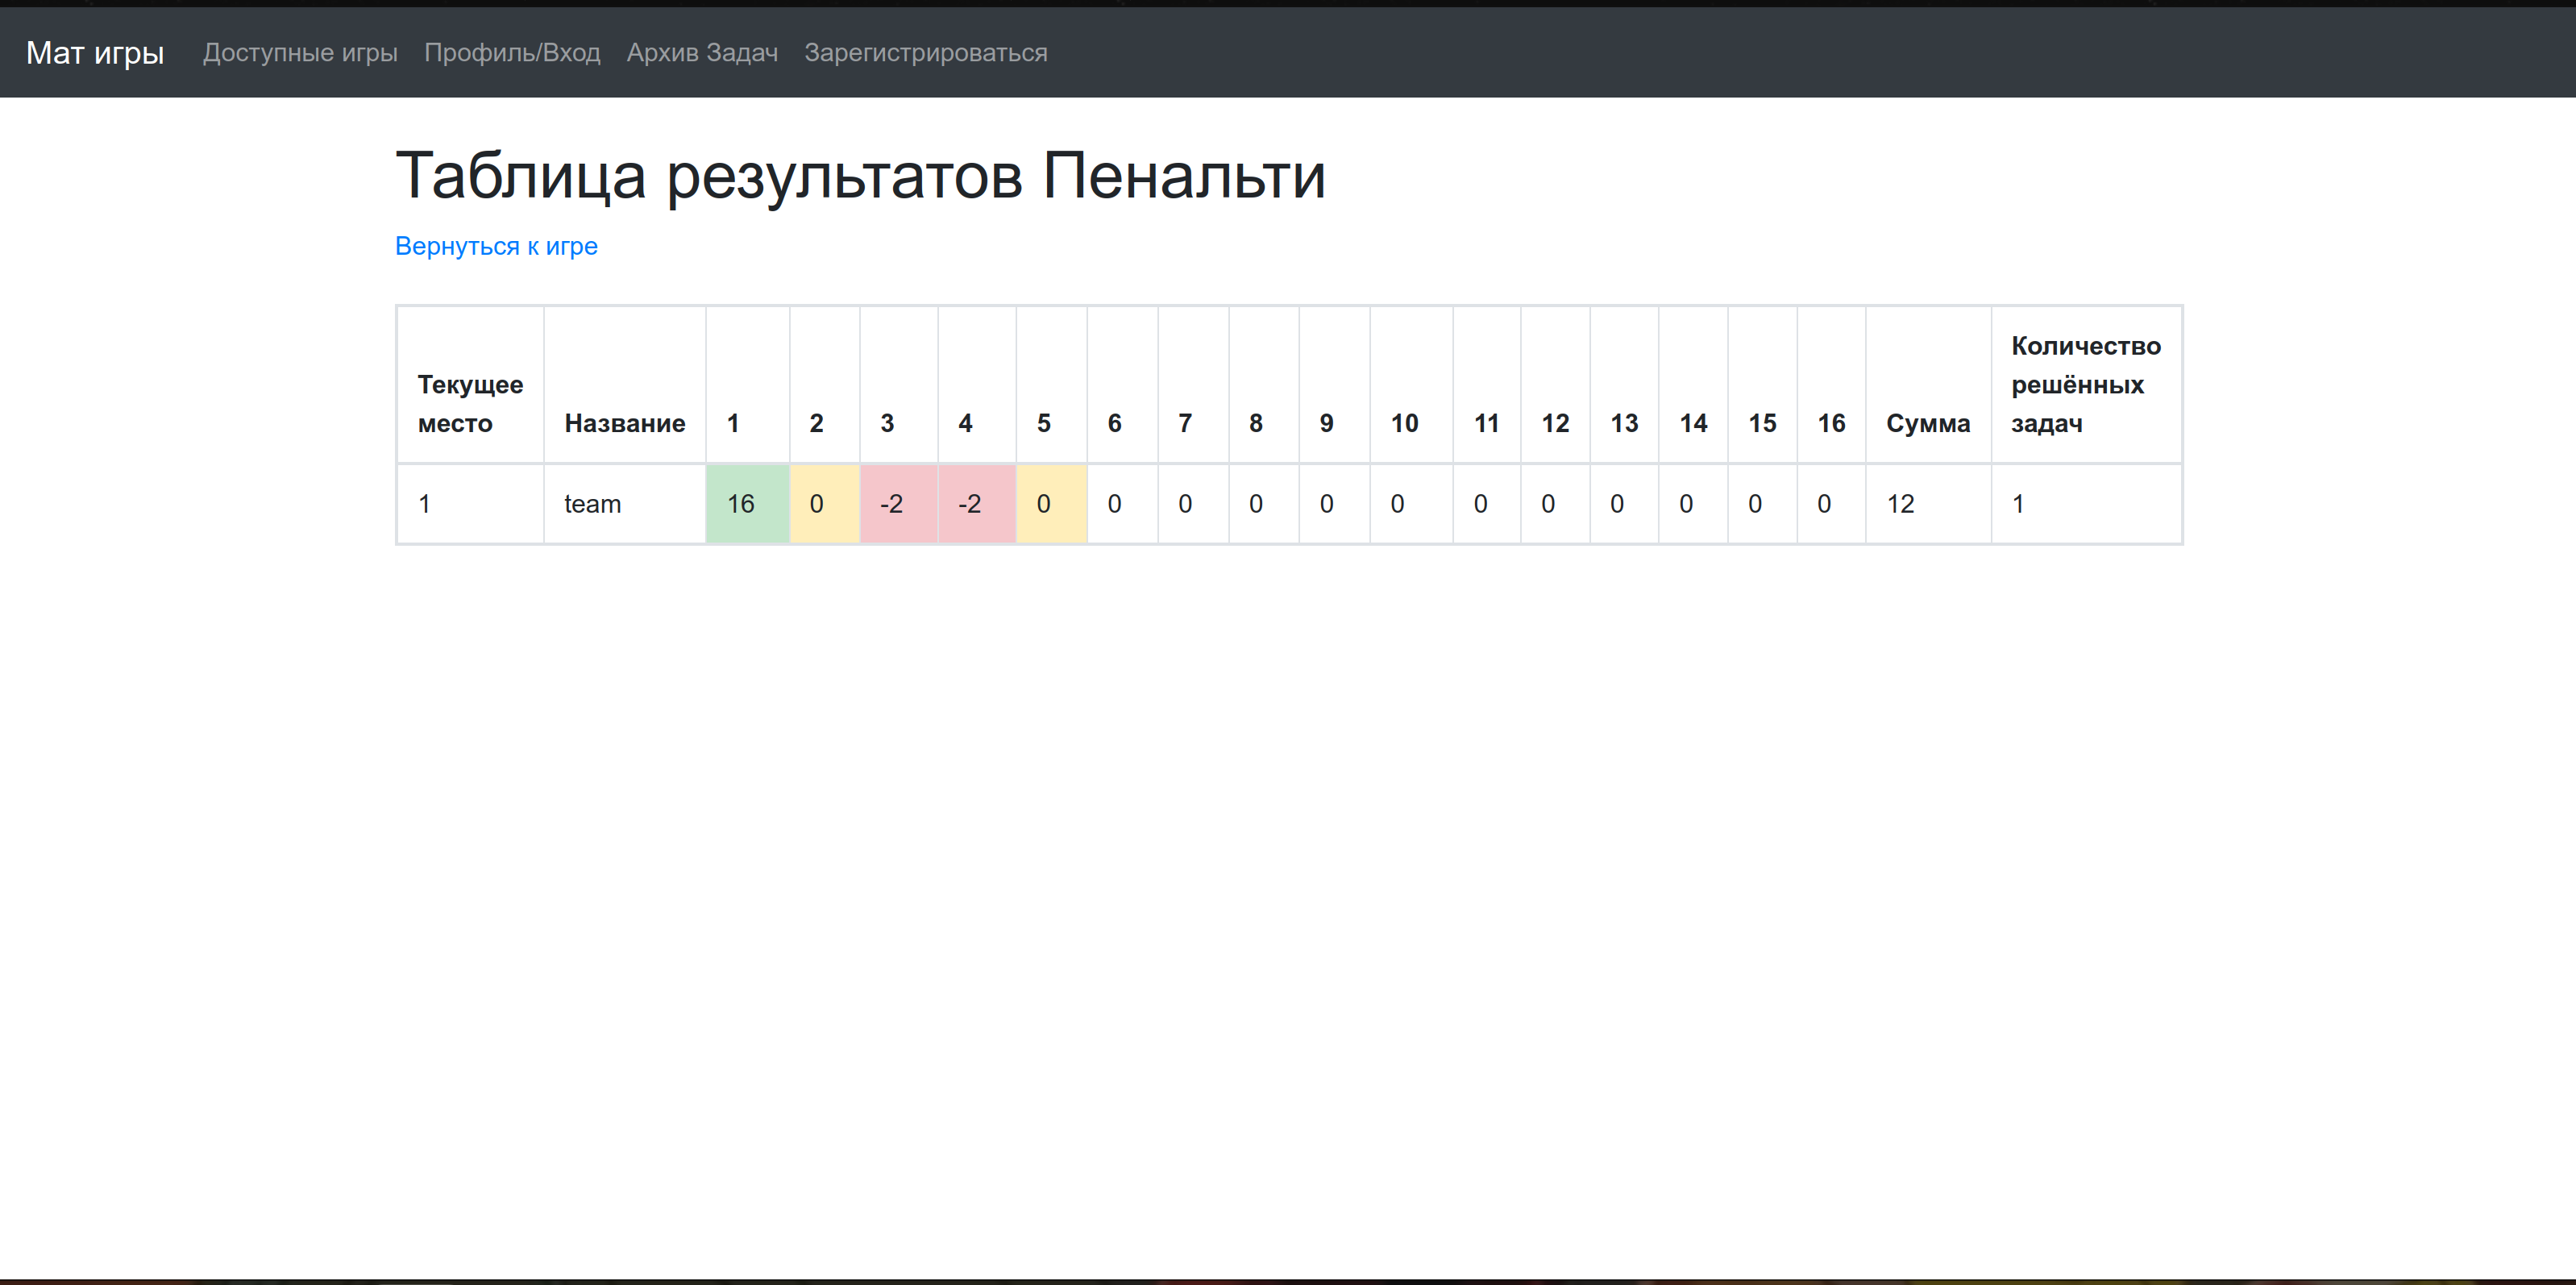 Мат игры Доступные игры Профиль/Вход Архив Задач Зарегистрироваться
Таблица результатов Пенальти
Вернуться к игре
Текущее место Название 1 2 3 4 5 6 7 8 9 10 11 12 13 14 15 16 Сумма Количество решённых задач
1 team 16 0 -2 -2 0 0 0 0 0 0 0 0 0 0 0 0 12 1